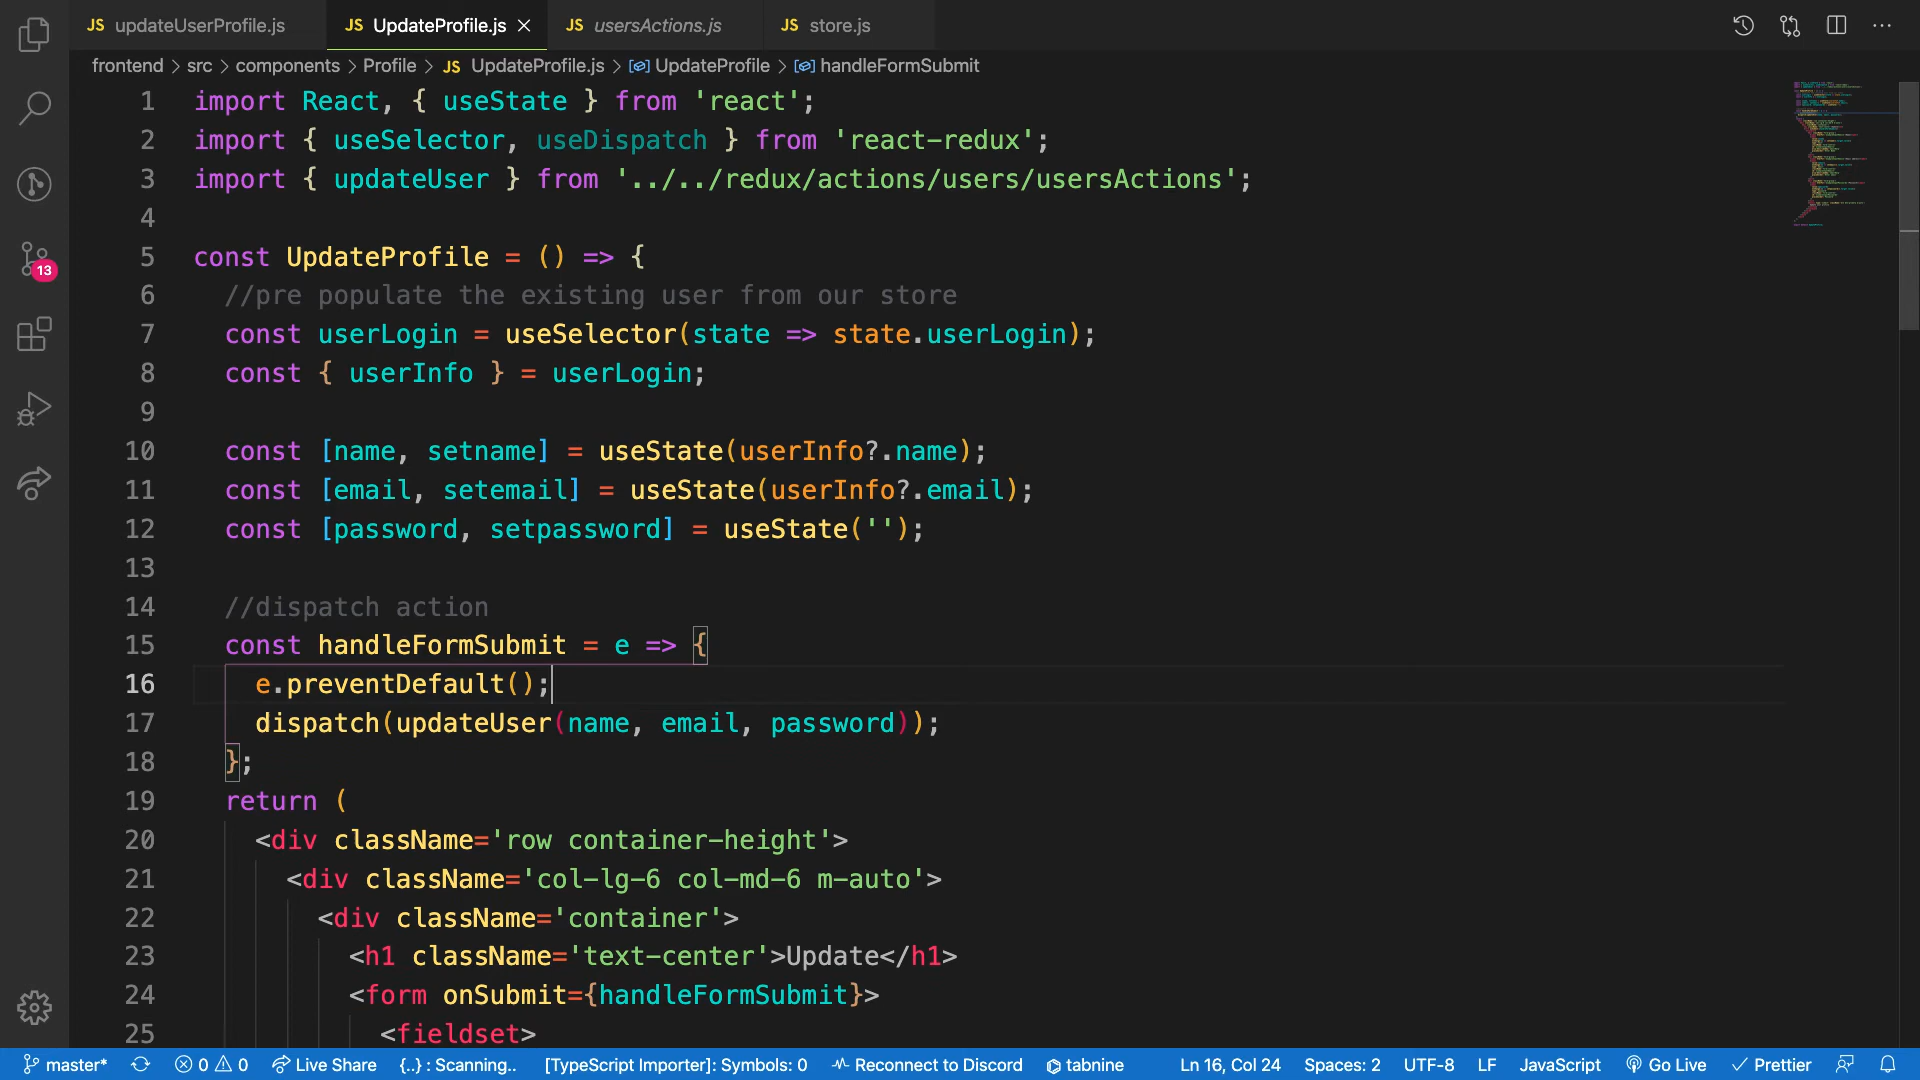 JS updateUserProfile.js
JS UpdateProfile.js
JS usersActions.js
JS store.js
frontend > src > components > Profile > JS UpdateProfile.js > UpdateProfile > handleFormSubmit
1 import React, { useState } from 'react';
2 import { useSelector, useDispatch } from 'react-redux';
3 import { updateUser } from '../../redux/actions/users/usersActions';
4
5 const UpdateProfile = () => {
6 //pre populate the existing user from our store
7 const userLogin = useSelector(state => state.userLogin);
8 const { userInfo } = userLogin;
9
10 const [name, setname] = useState(userInfo?.name);
11 const [email, setemail] = useState(userInfo?.email);
12 const [password, setpassword] = useState('');
13
14 //dispatch action
15 const handleFormSubmit = e => {
16 e.preventDefault();
17 dispatch(updateUser(name, email, password));
18 };
19 return (
20 <div className='row container-height'>
21 <div className='col-lg-6 col-md-6 m-auto'>
22 <div className='container'>
23 <h1 className='text-center'>Update</h1>
24 <form onSubmit={handleFormSubmit}>
25 <fieldset>
13
master* 0 0 Live Share {..} : Scanning.. [TypeScript Importer]: Symbols: 0 Reconnect to Discord tabnine Ln 16, Col 24 Spaces: 2 UTF-8 LF JavaScript Go Live Prettier